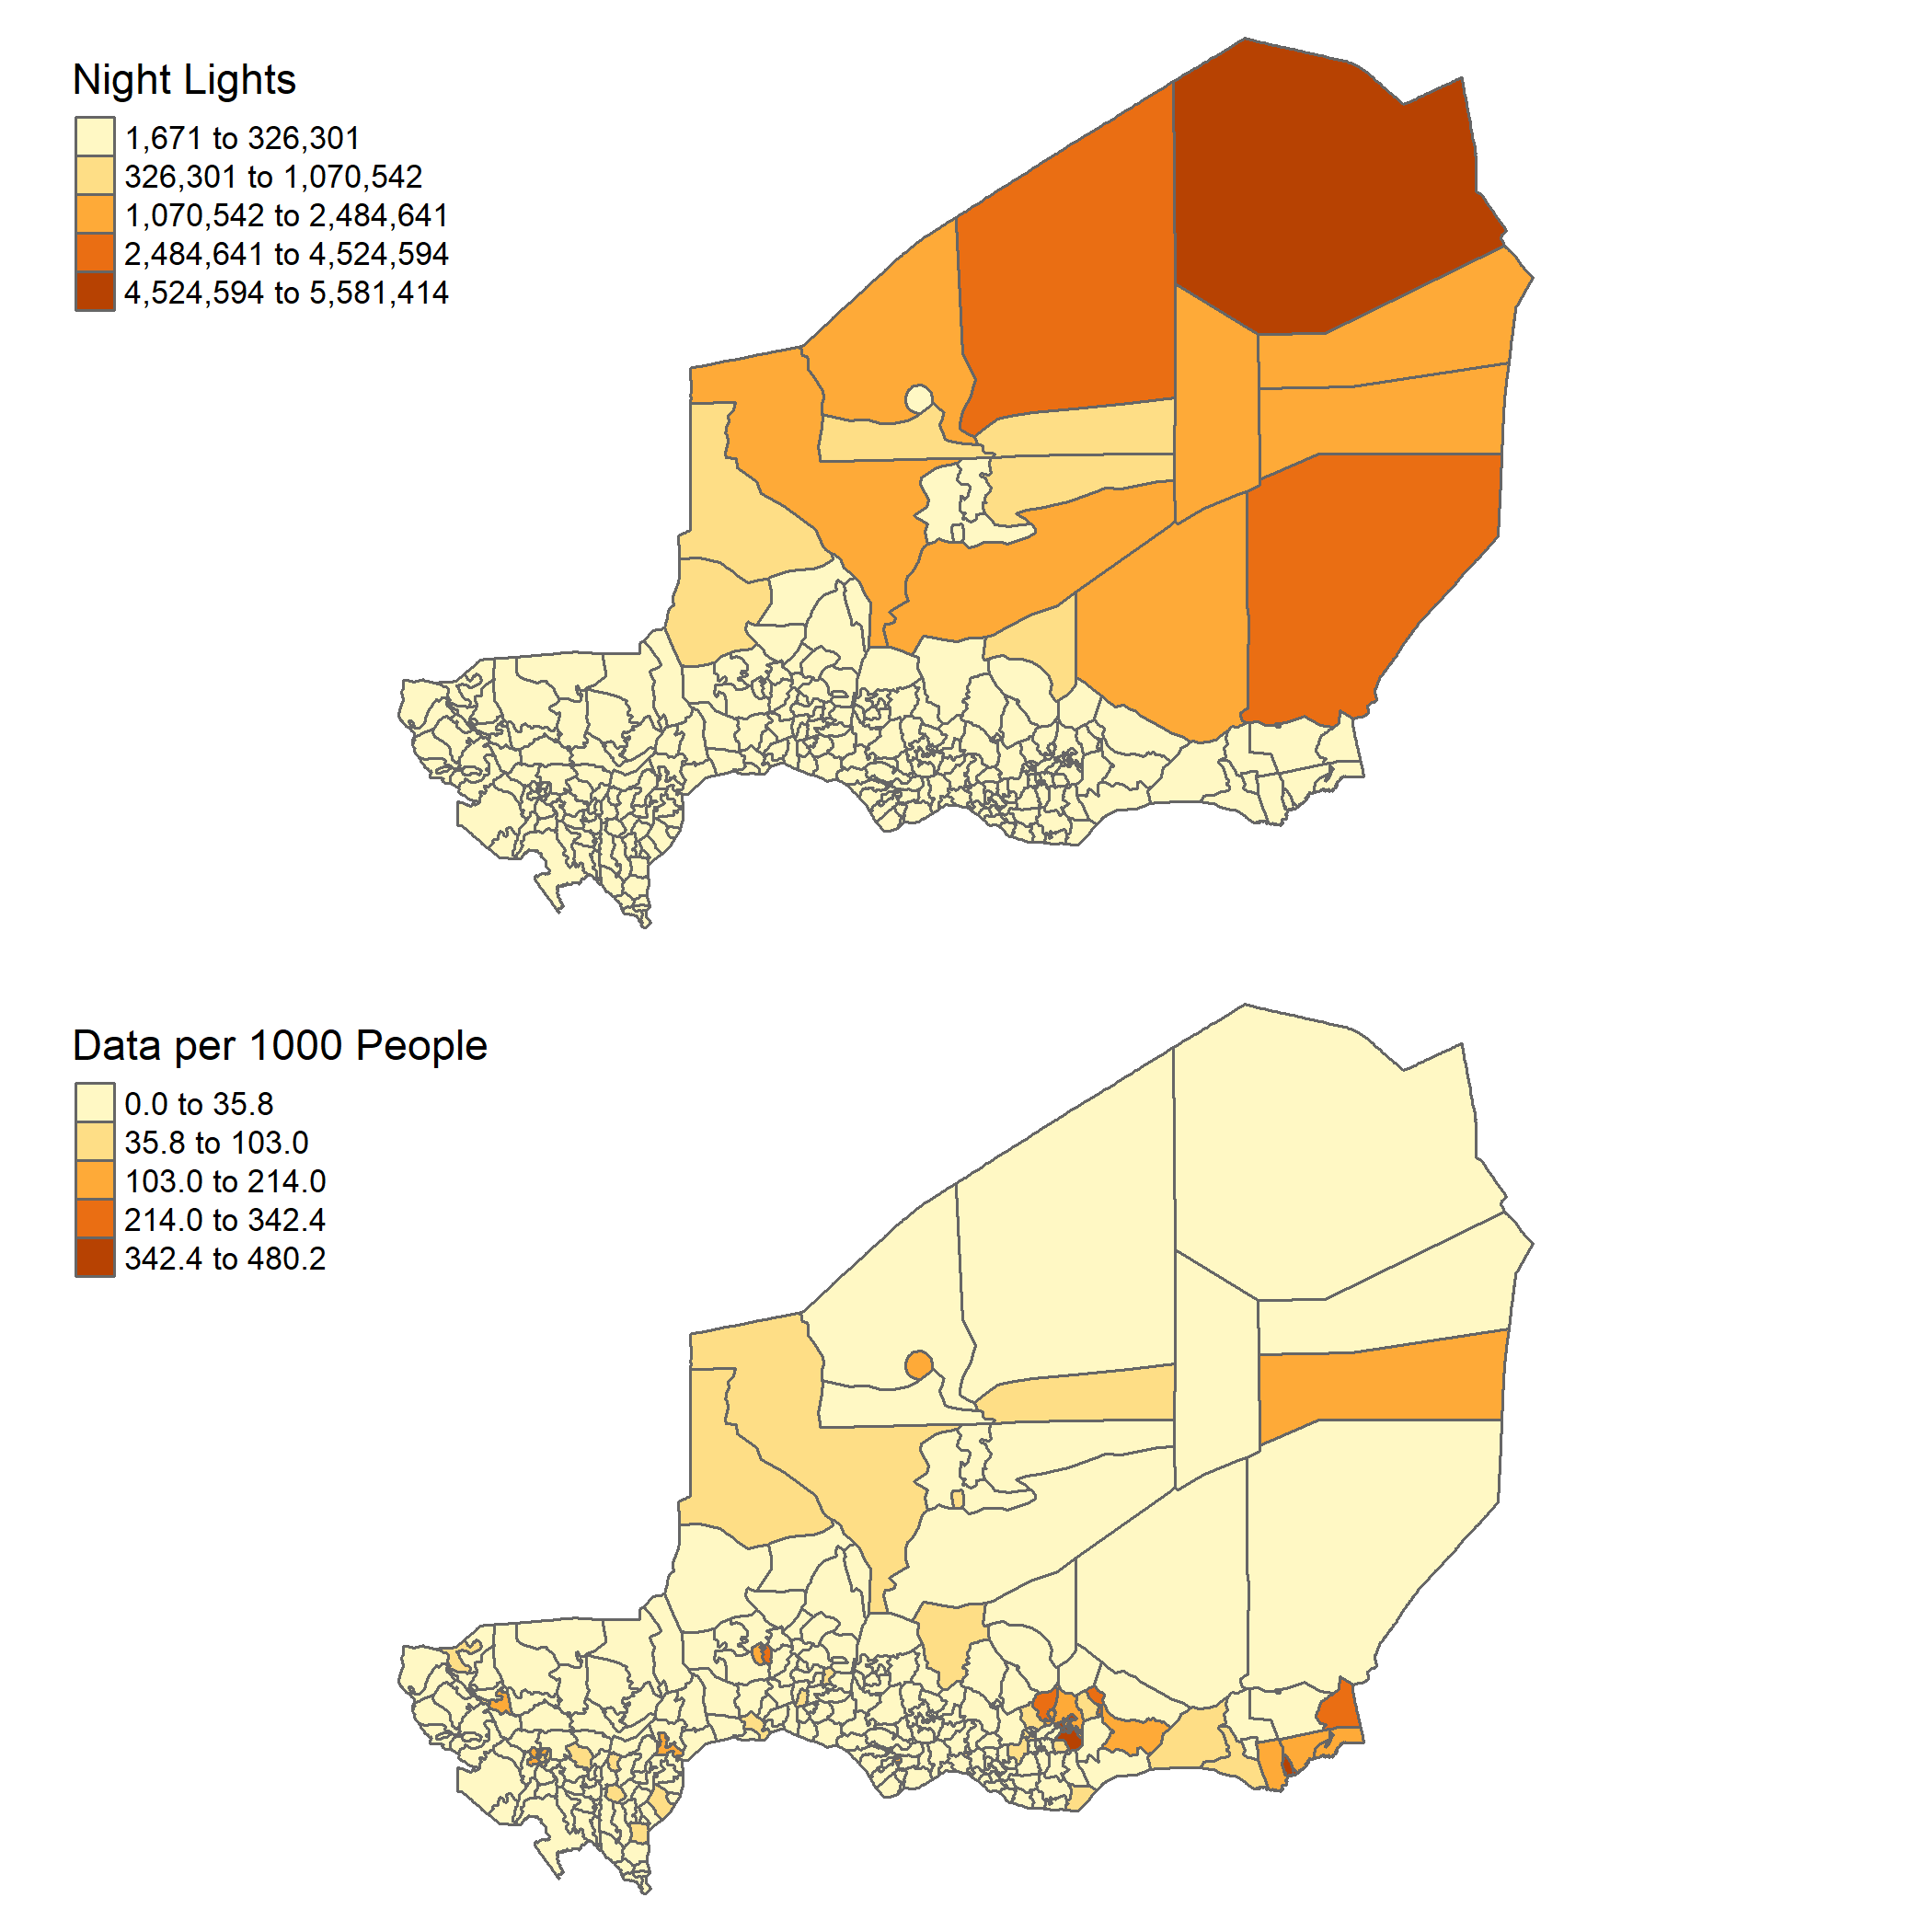 Night Lights
1,671 to 326,301
326,301 to 1,070,542
1,070,542 to 2,484,641
2,484,641 to 4,524,594
4,524,594 to 5,581,414
Data per 1000 People
0.0 to 35.8
35.8 to 103.0
103.0 to 214.0
214.0 to 342.4
342.4 to 480.2